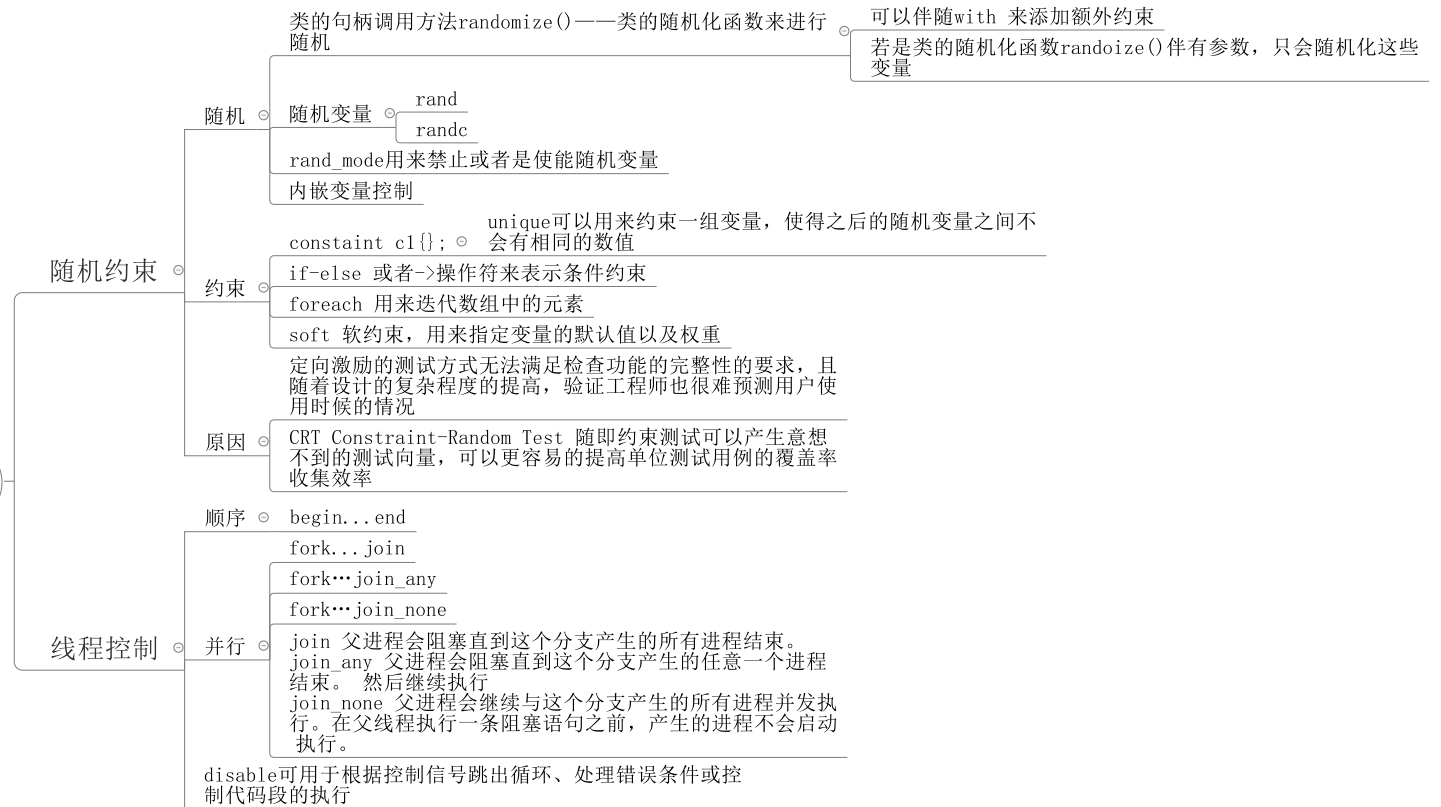 类的句柄调用方法randomize()——类的随机化函数来进行
随机
可以伴随with 来添加额外约束
若是类的随机化函数randoize()伴有参数，只会随机化这些
变量
随机
随机变量
rand
randc
rand_mode用来禁止或者是使能随机变量
内嵌变量控制
随机约束
约束
constaint c1{};
unique可以用来约束一组变量，使得之后的随机变量之间不
会有相同的数值
if-else 或者->操作符来表示条件约束
foreach 用来迭代数组中的元素
soft 软约束，用来指定变量的默认值以及权重
原因
定向激励的测试方式无法满足检查功能的完整性的要求，且
随着设计的复杂程度的提高，验证工程师也很难预测用户使
用时候的情况
CRT Constraint-Random Test 随即约束测试可以产生意想
不到的测试向量，可以更容易的提高单位测试用例的覆盖率
收集效率
线程控制
顺序
begin...end
并行
fork...join
fork…join_any
fork…join_none
join 父进程会阻塞直到这个分支产生的所有进程结束。
join_any 父进程会阻塞直到这个分支产生的任意一个进程
结束。 然后继续执行
join_none 父进程会继续与这个分支产生的所有进程并发执
行。在父线程执行一条阻塞语句之前，产生的进程不会启动
执行。
disable可用于根据控制信号跳出循环、处理错误条件或控
制代码段的执行